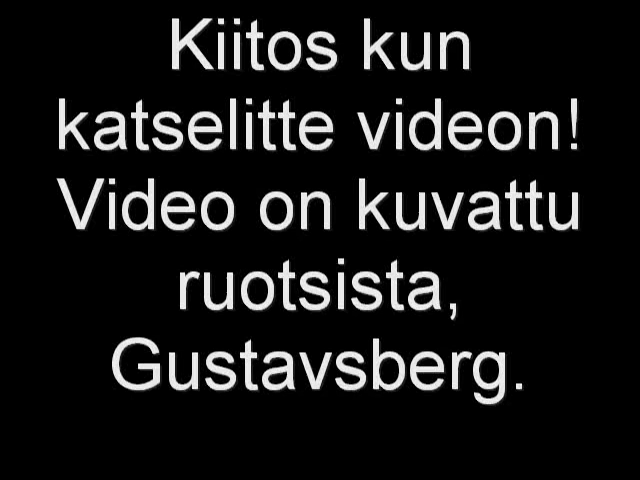 Kiitos kun
katselitte videon!
Video on kuvattu
ruotsista,
Gustavsberg.